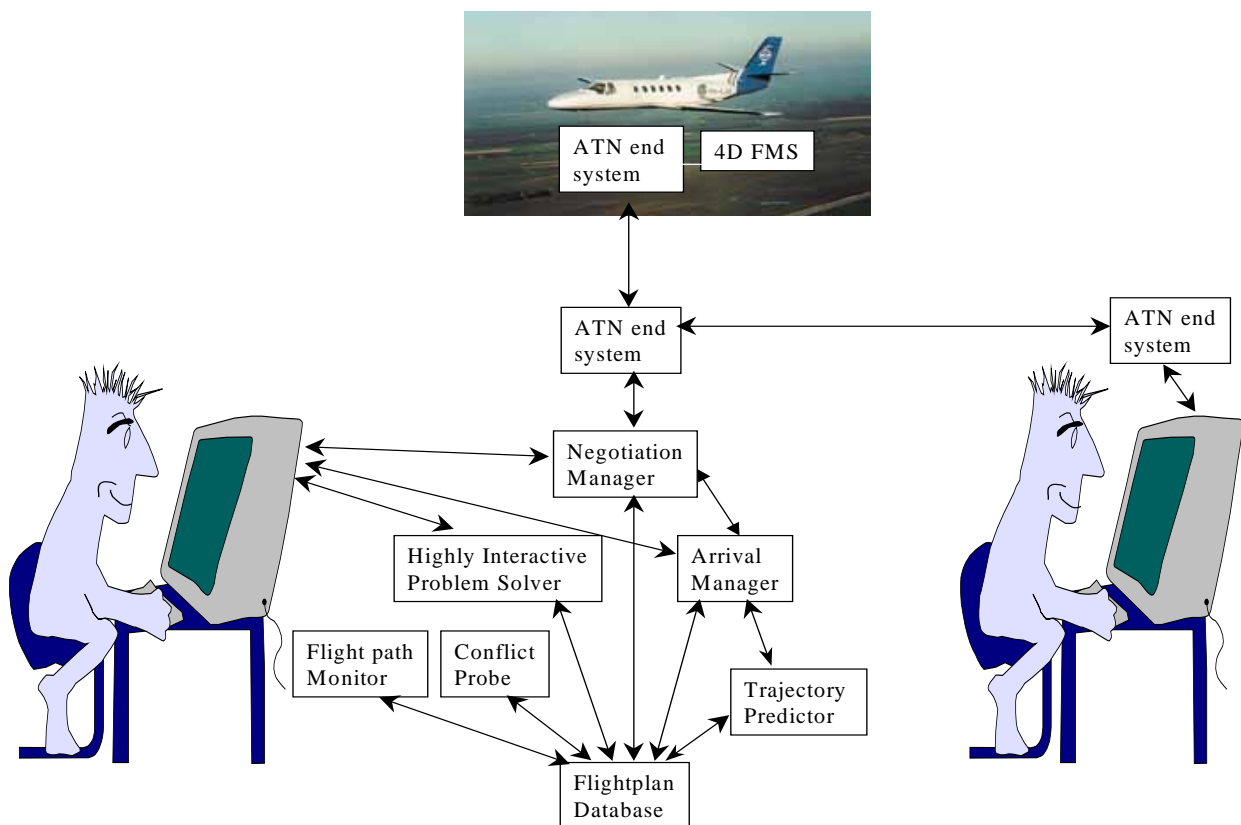 ATN end
system
4D FMS
ATN end
system
ATN end
system
Negotiation
Manager
Highly Interactive
Problem Solver
Arrival
Manager
Flight path
Monitor
Conflict
Probe
Trajectory
Predictor
Flightplan
Database